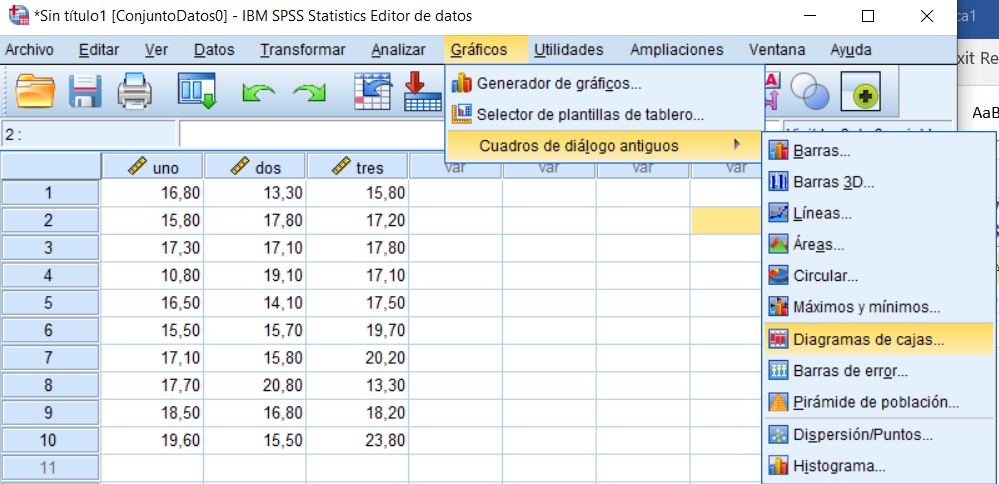 *Sin título1 [ConjuntoDatos0] - IBM SPSS Statistics Editor de datos
Archivo Editar Ver Datos Transformar Analizar Gráficos Utilidades Ampliaciones Ventana Ayuda
Generador de gráficos...
Selector de plantillas de tablero...
Cuadros de diálogo antiguos
2 :
uno dos tres var var var
1 16,80 13,30 15,80
2 15,80 17,80 17,20
3 17,30 17,10 17,80
4 10,80 19,10 17,10
5 16,50 14,10 17,50
6 15,50 15,70 19,70
7 17,10 15,80 20,20
8 17,70 20,80 13,30
9 18,50 16,80 18,20
10 19,60 15,50 23,80
11
Barras...
Barras 3D...
Líneas...
Áreas...
Circular...
Máximos y mínimos...
Diagramas de cajas...
Barras de error...
Pirámide de población...
Dispersión/Puntos...
Histograma...
ca1
xit Re
AaB